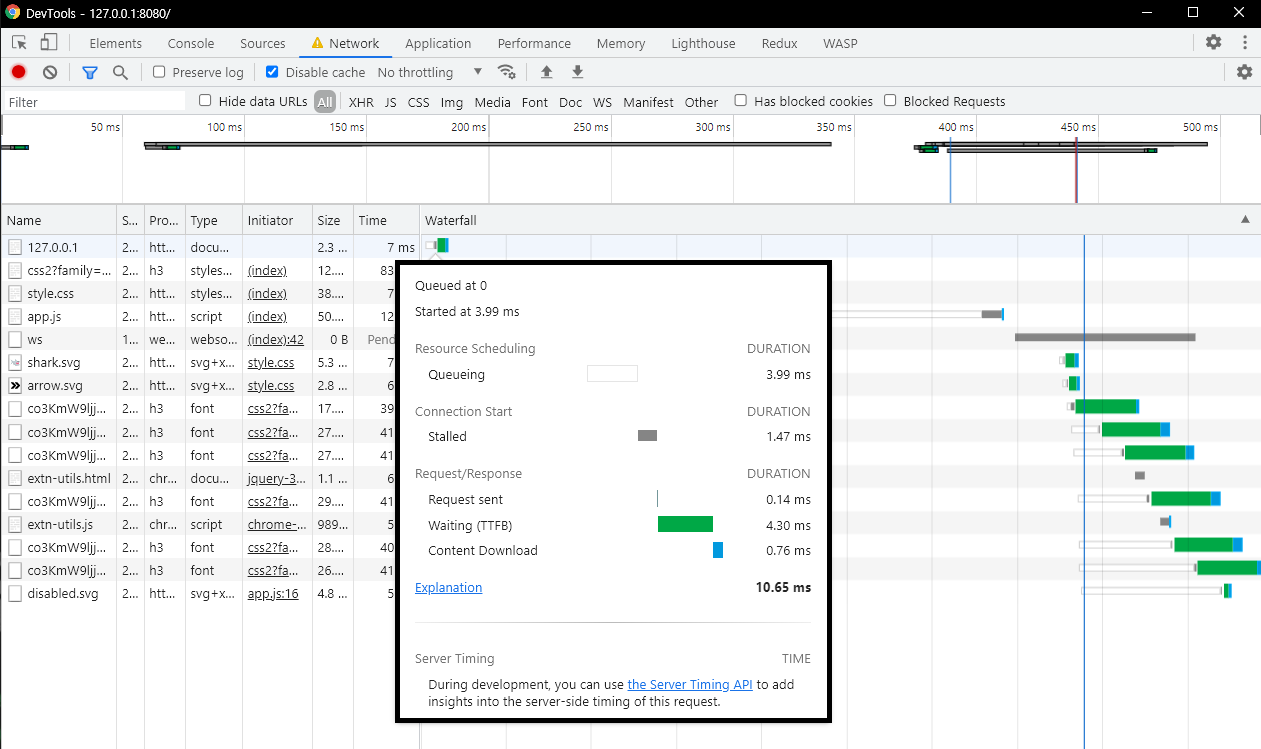 DevTools - 127.0.0.1:8080/
Elements Console Sources Network Application Performance Memory Lighthouse Redux WASP
Preserve log Disable cache No throttling
Filter Hide data URLs All XHR JS CSS Img Media Font Doc WS Manifest Other Has blocked cookies Blocked Requests
50 ms 100 ms 150 ms 200 ms 250 ms 300 ms 350 ms 400 ms 450 ms 500 ms
Name S... Pro... Type Initiator Size Time Waterfall
127.0.0.1 2... htt... docu... 2.3 ... 7 ms
css2?family=... 2... h3 styles... (index) 12.... 83
style.css 2... htt... styles... (index) 38.... 7
app.js 2... htt... script (index) 50.... 12
ws 1... we... webso... (index):42 0 B Pend
shark.svg 2... htt... svg+x... style.css 5.3 ... 7
arrow.svg 2... htt... svg+x... style.css 2.8 ... 6
co3KmW9ljj... 2... h3 font css2?fa... 17.... 39
co3KmW9ljj... 2... h3 font css2?fa... 27.... 41
co3KmW9ljj... 2... h3 font css2?fa... 27.... 41
extn-utils.html 2... chr... docu... jquery-3... 1.1 ... 6
co3KmW9ljj... 2... h3 font css2?fa... 29.... 41
extn-utils.js 2... chr... script chrome-... 989... 5
co3KmW9ljj... 2... h3 font css2?fa... 28.... 40
co3KmW9ljj... 2... h3 font css2?fa... 26.... 41
disabled.svg 2... htt... svg+x... app.js:16 4.8 ... 5
Queued at 0
Started at 3.99 ms
Resource Scheduling DURATION
Queueing 3.99 ms
Connection Start DURATION
Stalled 1.47 ms
Request/Response DURATION
Request sent 0.14 ms
Waiting (TTFB) 4.30 ms
Content Download 0.76 ms
Explanation 10.65 ms
Server Timing TIME
During development, you can use the Server Timing API to add
insights into the server-side timing of this request.